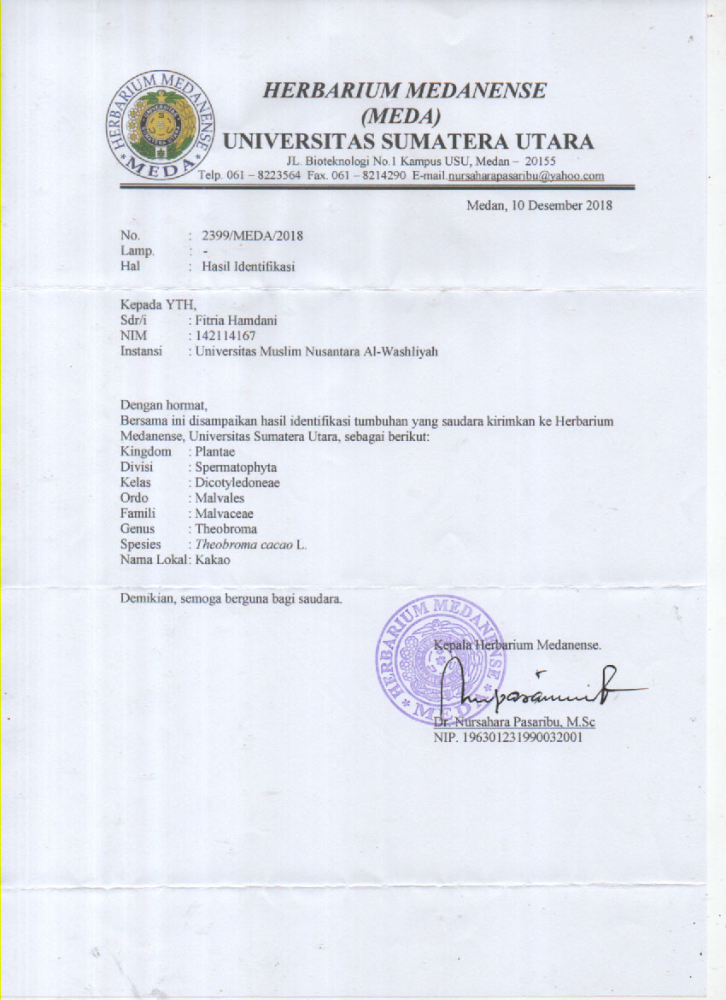 HERBARIUM MEDANENSE
MEDA
UNIVERSITAS SUMATERA UTARA
HERBARIUM MEDANENSE
(MEDA)
UNIVERSITAS SUMATERA UTARA
JL. Bioteknologi No.1 Kampus USU, Medan – 20155
Telp. 061 – 8223564 Fax. 061 – 8214290 E-mail.nursaharapasaribu@yahoo.com
Medan, 10 Desember 2018
No. : 2399/MEDA/2018
Lamp. : -
Hal : Hasil Identifikasi
Kepada YTH,
Sdr/i : Fitria Hamdani
NIM : 142114167
Instansi : Universitas Muslim Nusantara Al-Washliyah
Dengan hormat,
Bersama ini disampaikan hasil identifikasi tumbuhan yang saudara kirimkan ke Herbarium
Medanense, Universitas Sumatera Utara, sebagai berikut:
Kingdom : Plantae
Divisi : Spermatophyta
Kelas : Dicotyledoneae
Ordo : Malvales
Famili : Malvaceae
Genus : Theobroma
Spesies : Theobroma cacao L.
Nama Lokal: Kakao
Demikian, semoga berguna bagi saudara.
HERBARIUM MEDANENSE
MEDA
Kepala Herbarium Medanense.
Dr. Nursahara Pasaribu, M.Sc
NIP. 196301231990032001